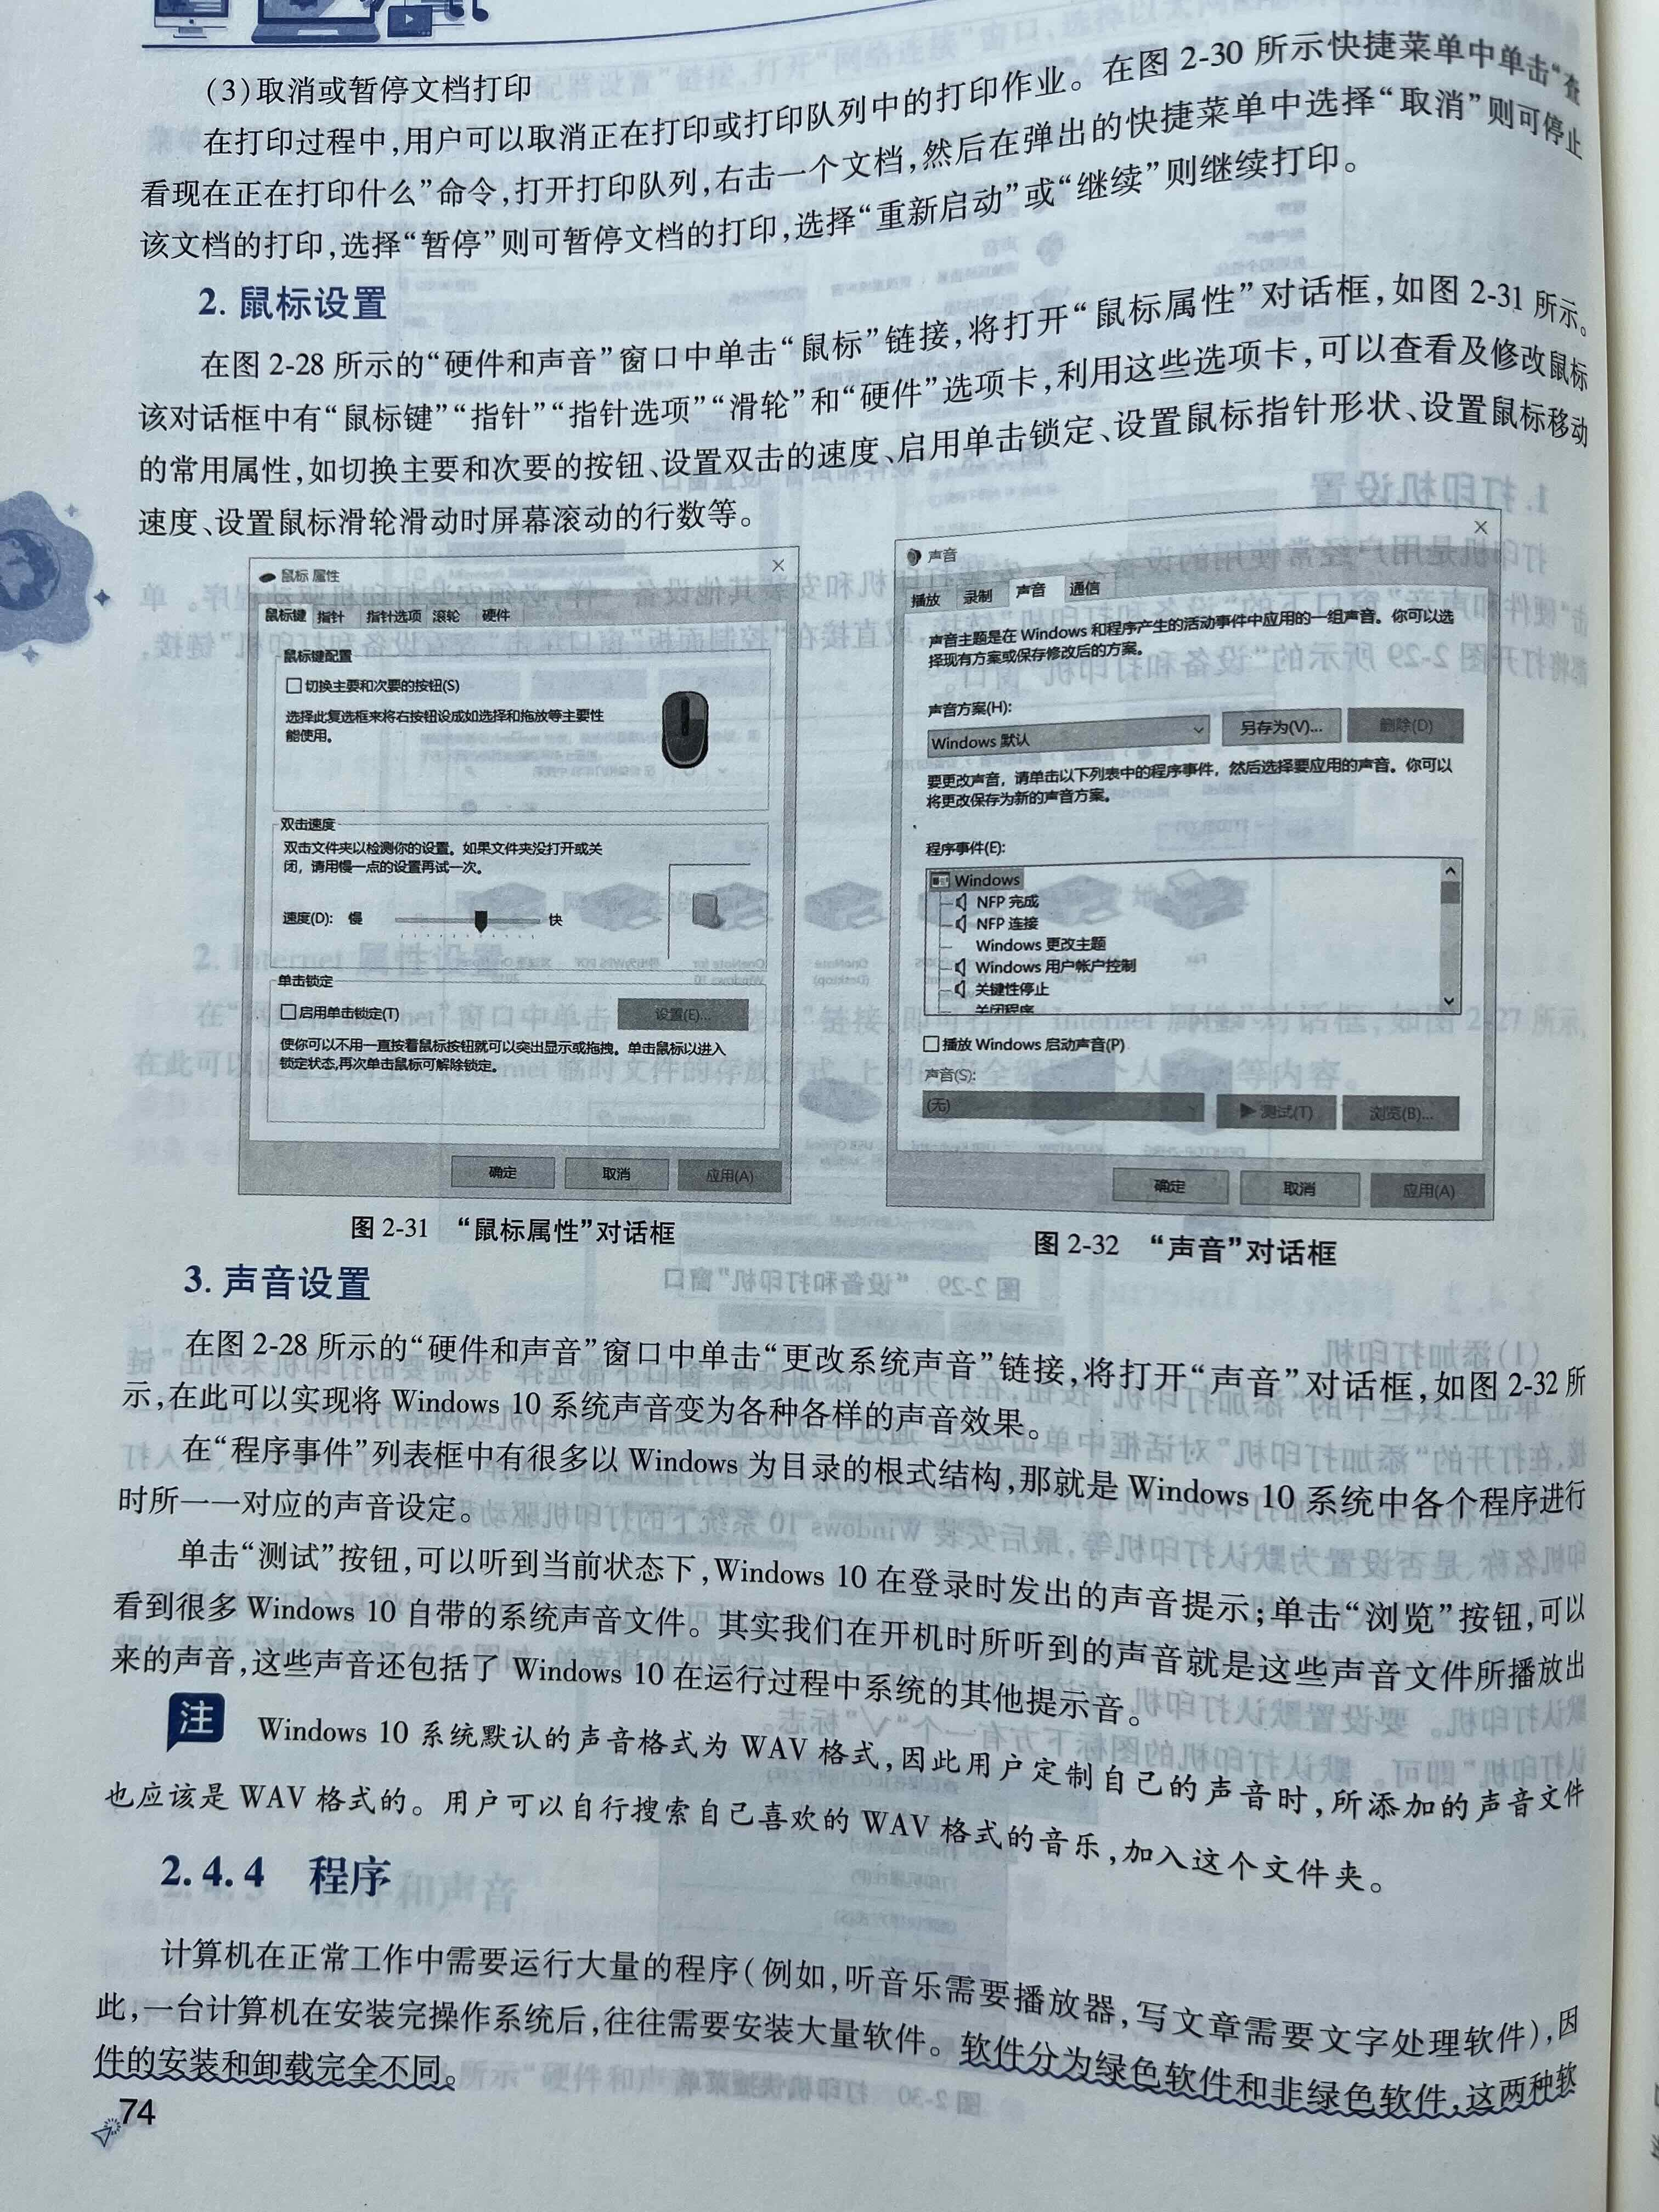 (3)取消或暂停文档打印
在打印过程中,用户可以取消正在打印或打印队列中的打印作业。在图 2-30 所示快捷菜单中单击“查
看现在正在打印什么”命令,打开打印队列,右击一个文档,然后在弹出的快捷菜单中选择“取消”则可停止
该文档的打印,选择“暂停”则可暂停文档的打印,选择“重新启动”或“继续”则继续打印。
2. 鼠标设置
在图 2-28 所示的“硬件和声音”窗口中单击“鼠标”链接,将打开“鼠标属性”对话框,如图 2-31 所示。
该对话框中有“鼠标键”“指针”“指针选项”“滑轮”和“硬件”选项卡,利用这些选项卡,可以查看及修改鼠标
的常用属性,如切换主要和次要的按钮、设置双击的速度、启用单击锁定、设置鼠标指针形状、设置鼠标移动
速度、设置鼠标滑轮滑动时屏幕滚动的行数等。
鼠标 属性
×
鼠标键 指针 指针选项 滚轮 硬件
鼠标键配置
切换主要和次要的按钮(S)
选择此复选框来将右按钮设成如选择和拖放等主要性
能使用。
双击速度
双击文件夹以检测你的设置。如果文件夹没打开或关
闭,请用慢一点的设置再试一次。
速度(D): 慢 快
单击锁定
启用单击锁定(T) 设置(E)...
使你可以不用一直按着鼠标按钮就可以突出显示或拖拽。单击鼠标以进入
锁定状态,再次单击鼠标可解除锁定。
确定 取消 应用(A)
图 2-31 “鼠标属性”对话框
声音
×
播放 录制 声音 通信
声音主题是在 Windows 和程序产生的活动事件中应用的一组声音。你可以选
择现有方案或保存修改后的方案。
声音方案(H):
Windows 默认 另存为(V)... 删除(D)
要更改声音,请单击以下列表中的程序事件,然后选择要应用的声音。你可以
将更改保存为新的声音方案。
程序事件(E):
Windows
NFP 完成
NFP 连接
Windows 更改主题
Windows 用户帐户控制
关键性停止
关闭程序
播放 Windows 启动声音(P)
声音(S):
(无) 测试(T) 浏览(B)...
确定 取消 应用(A)
图 2-32 “声音”对话框
3. 声音设置
在图 2-28 所示的“硬件和声音”窗口中单击“更改系统声音”链接,将打开“声音”对话框,如图 2-32 所
示,在此可以实现将 Windows 10 系统声音变为各种各样的声音效果。
在“程序事件”列表框中有很多以 Windows 为目录的根式结构,那就是 Windows 10 系统中各个程序进行
时所一一对应的声音设定。
单击“测试”按钮,可以听到当前状态下,Windows 10 在登录时发出的声音提示;单击“浏览”按钮,可以
看到很多 Windows 10 自带的系统声音文件。其实我们在开机时所听到的声音就是这些声音文件所播放出
来的声音,这些声音还包括了 Windows 10 在运行过程中系统的其他提示音。
注 Windows 10 系统默认的声音格式为 WAV 格式,因此用户定制自己的声音时,所添加的声音文件
也应该是 WAV 格式的。用户可以自行搜索自己喜欢的 WAV 格式的音乐,加入这个文件夹。
2.4.4 程序
计算机在正常工作中需要运行大量的程序(例如,听音乐需要播放器,写文章需要文字处理软件),因
此,一台计算机在安装完操作系统后,往往需要安装大量软件。软件分为绿色软件和非绿色软件,这两种软
件的安装和卸载完全不同。
74